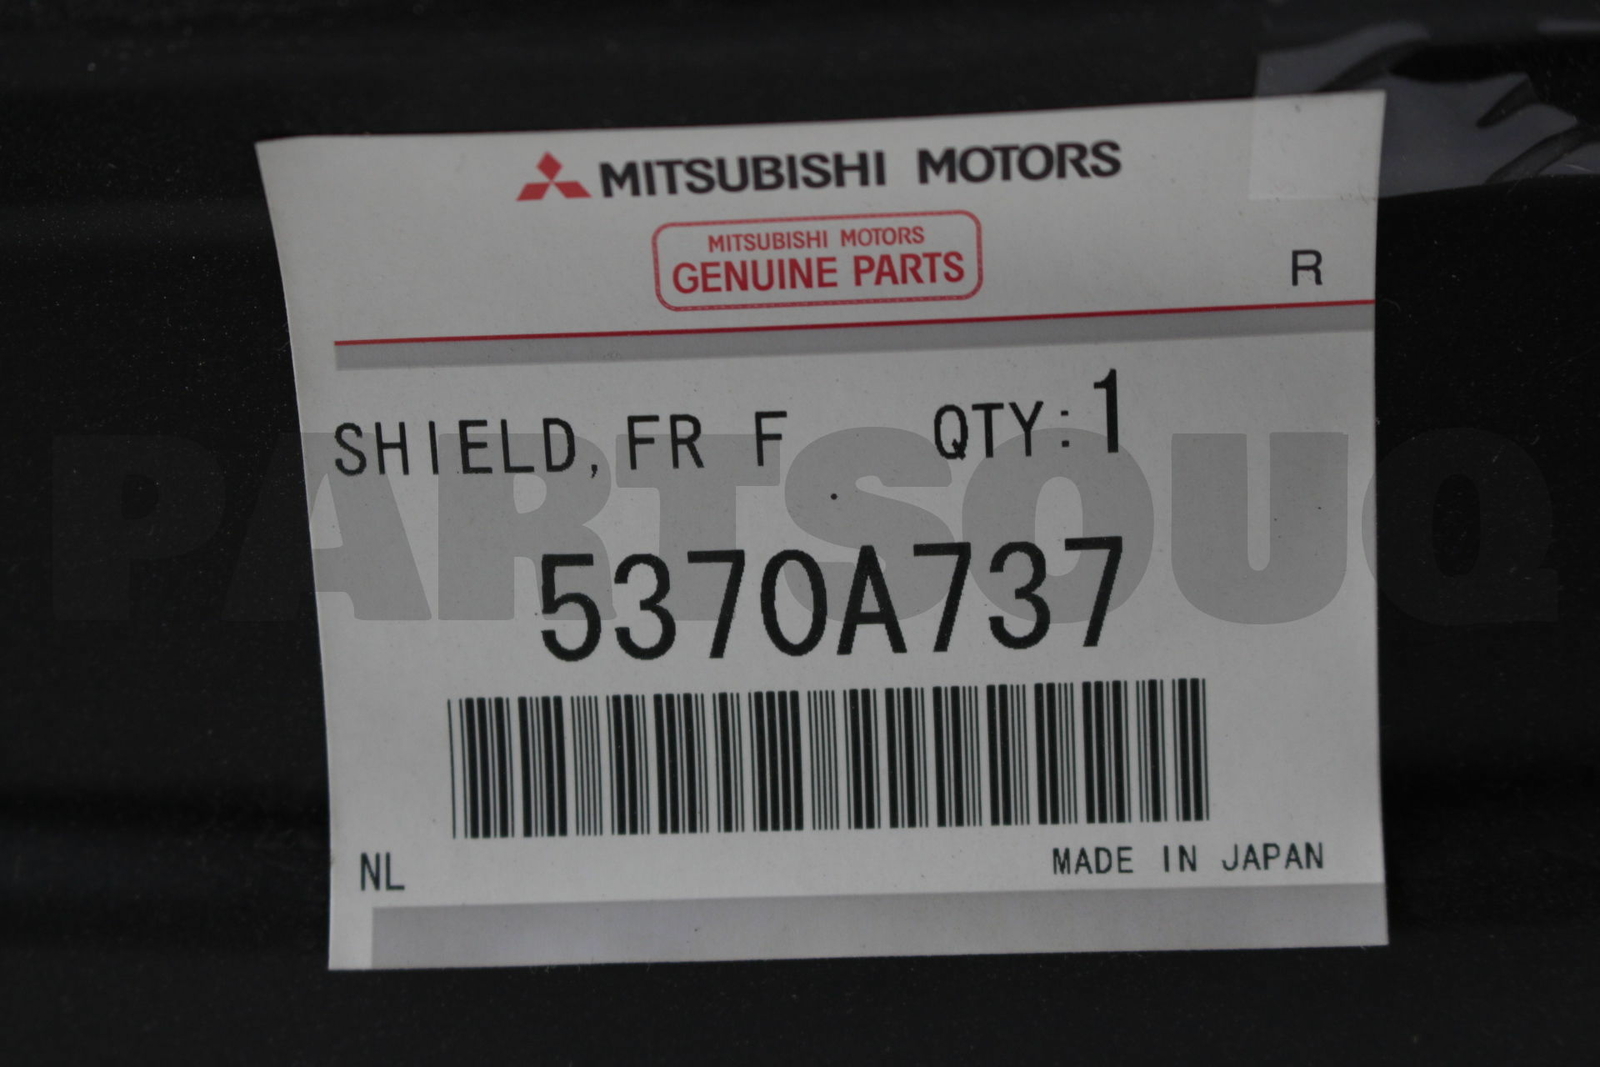 MITSUBISHI MOTORS
MITSUBISHI MOTORS
GENUINE PARTS
R
SHIELD, FR F QTY:1
PARTSOUQ
5370A737
NL
MADE IN JAPAN